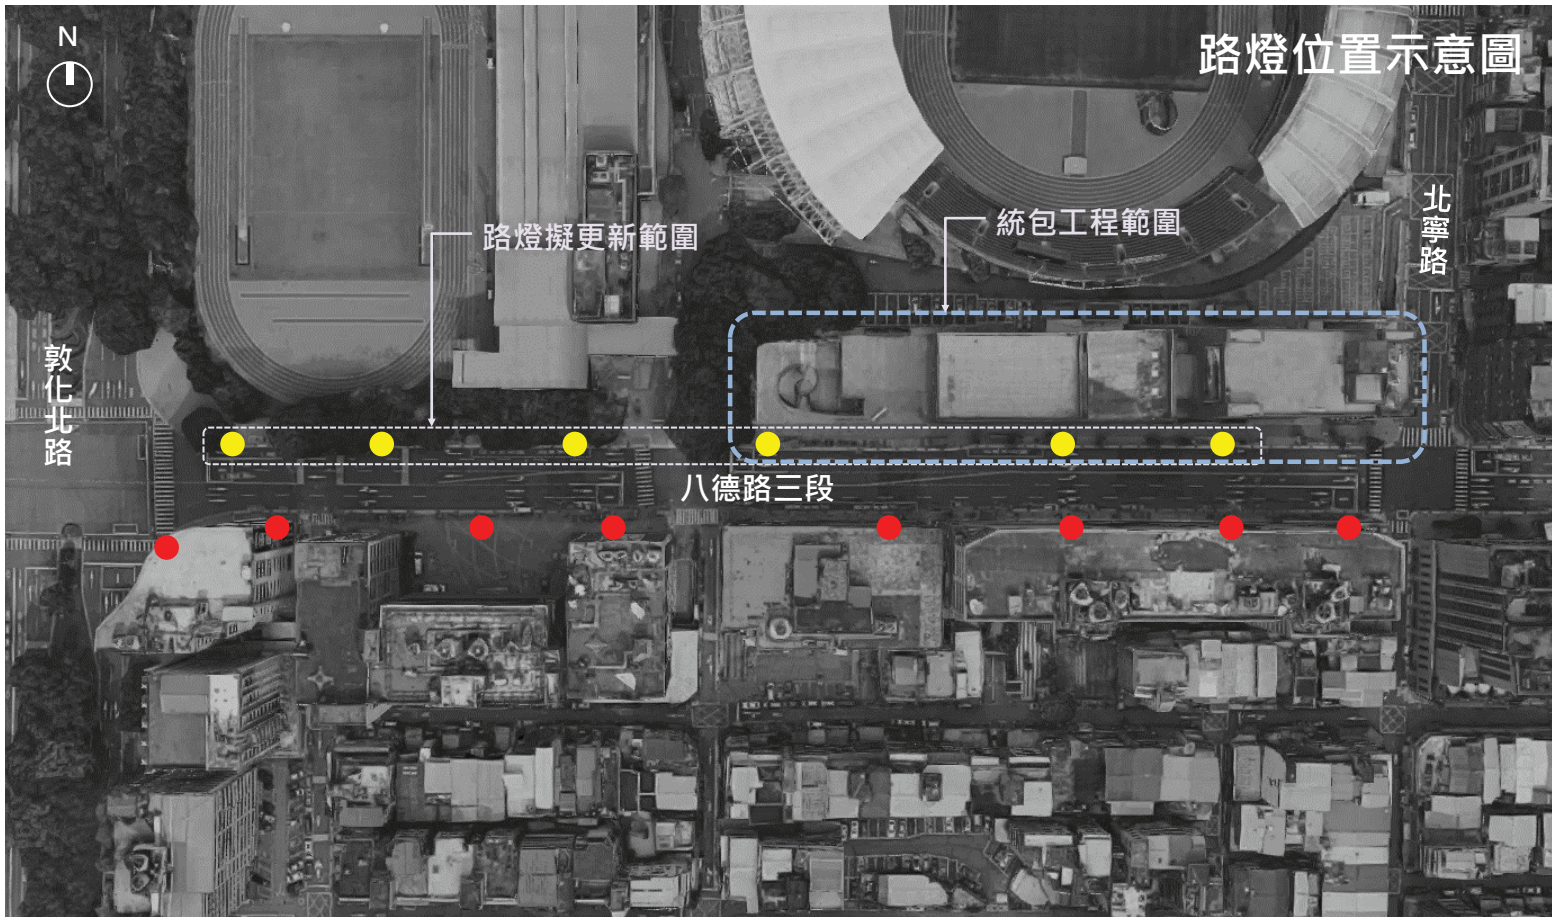 N
路燈位置示意圖
北寧路
統包工程範圍
路燈擬更新範圍
敦化北路
八德路三段